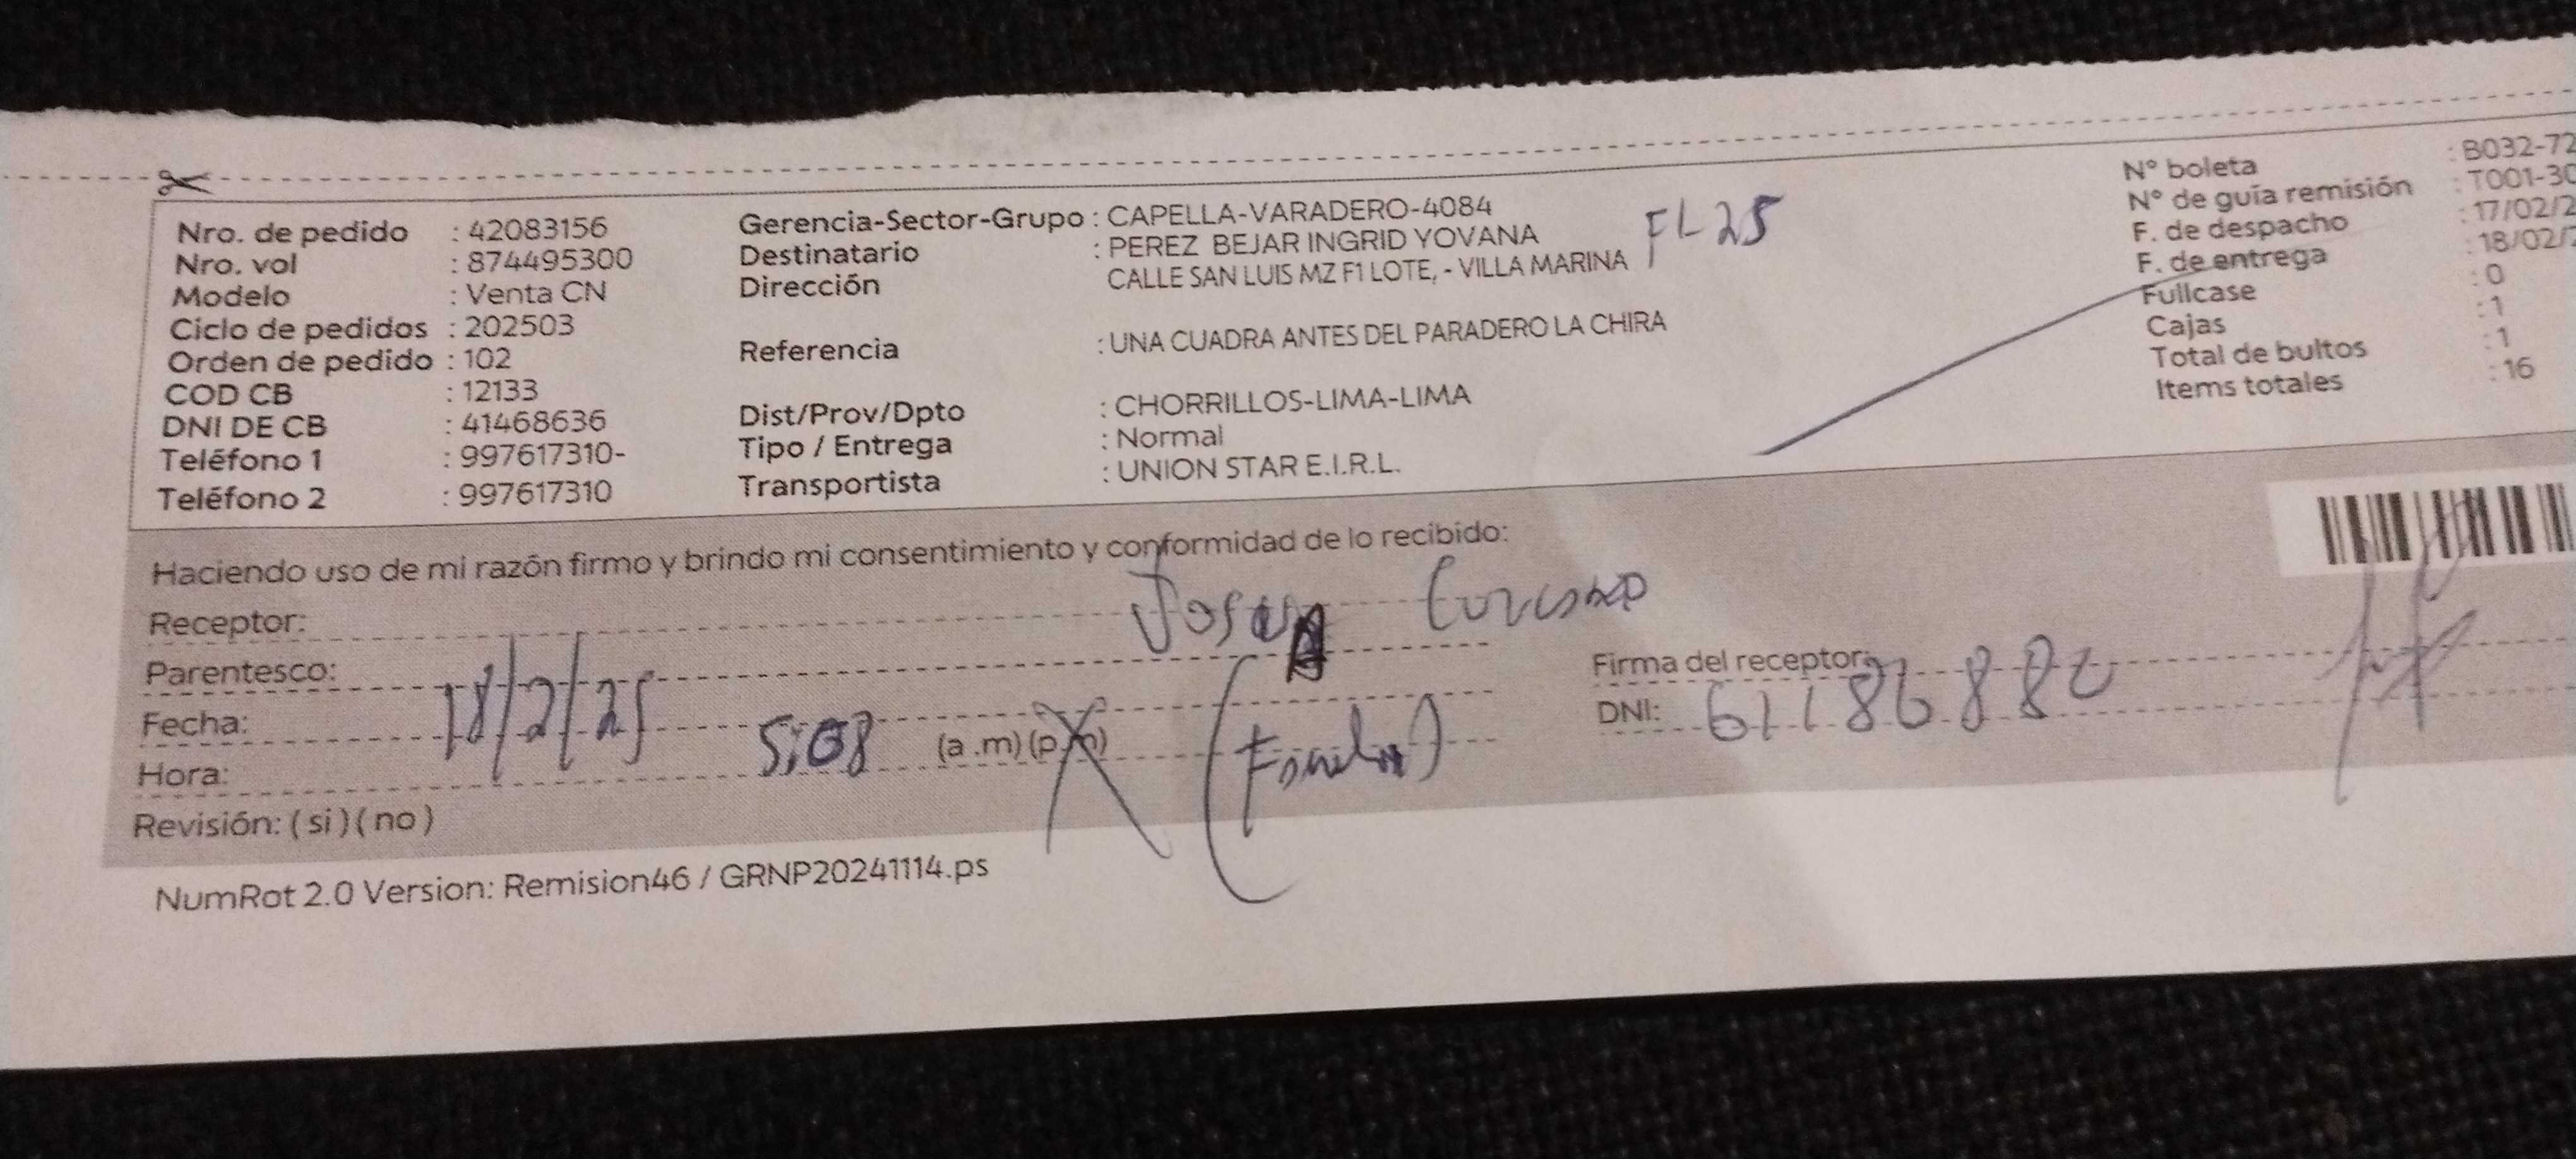 Nro. de pedido : 42083156
Nro. vol : 874495300
Modelo : Venta CN
Ciclo de pedidos : 202503
Orden de pedido : 102
COD CB : 12133
DNI DE CB : 41468636
Teléfono 1 : 997617310-
Teléfono 2 : 997617310
Gerencia-Sector-Grupo : CAPELLA-VARADERO-4084
Destinatario : PEREZ BEJAR INGRID YOVANA
Dirección CALLE SAN LUIS MZ F1 LOTE, - VILLA MARINA FL25
Referencia : UNA CUADRA ANTES DEL PARADERO LA CHIRA
Dist/Prov/Dpto : CHORRILLOS-LIMA-LIMA
Tipo / Entrega : Normal
Transportista : UNION STAR E.I.R.L.
N° boleta : B032-72
N° de guía remisión : T001-30
F. de despacho : 17/02/2
F. de entrega : 18/02/2
Fullcase : 0
Cajas : 1
Total de bultos : 1
Items totales : 16
Haciendo uso de mi razón firmo y brindo mi consentimiento y conformidad de lo recibido:
Receptor:
Parentesco:
Fecha: 18/2/25
Hora: 5:08 (a .m) (p.m)
Revisión: ( si ) ( no )
Firma del receptor:
DNI:
NumRot 2.0 Version: Remision46 / GRNP20241114.ps